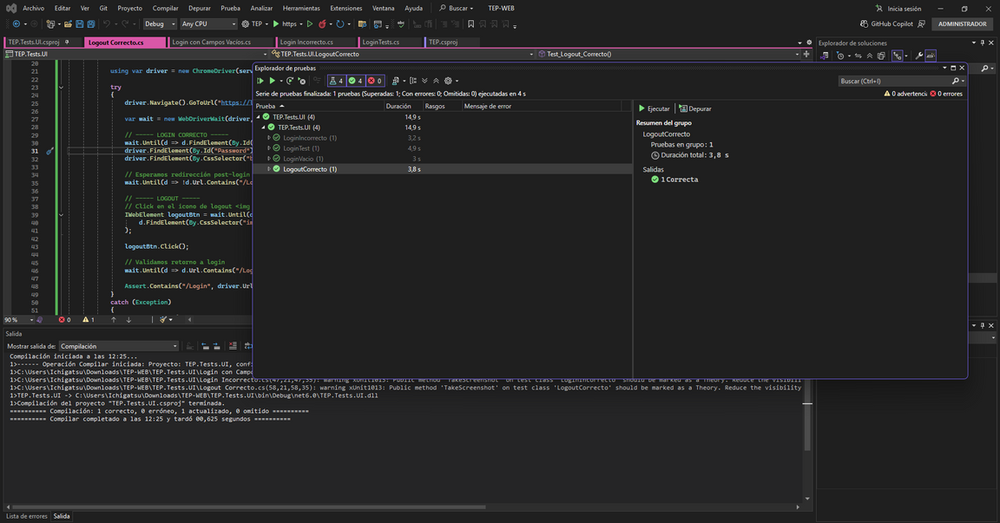 Archivo Editar Ver Git Proyecto Compilar Depurar Prueba Analizar Herramientas Extensiones Ventana Ayuda Buscar TEP-WEB Inicia sesión
Debug Any CPU TEP https GitHub Copilot ADMINISTRADOR
TEP.Tests.UI.csproj Logout Correcto.cs Login con Campos Vacíos.cs Login Incorrecto.cs LoginTests.cs TEP.csproj
TEP.Tests.UI TEP.Tests.UI.LogoutCorrecto Test_Logout_Correcto()
Explorador de soluciones
20
21 using var driver = new ChromeDriver(serv
22
23 try
24 {
25 driver.Navigate().GoToUrl("https://l
26
27 var wait = new WebDriverWait(driver,
28
29 // ----- LOGIN CORRECTO -----
30 wait.Until(d => d.FindElement(By.Id(
31 driver.FindElement(By.Id("Password")
32 driver.FindElement(By.CssSelector("b
33
34 // Esperamos redirección post-login
35 wait.Until(d => !d.Url.Contains("/Lo
36
37 // ----- LOGOUT -----
38 // Click en el icono de logout <img
39 IWebElement logoutBtn = wait.Until(d
40 d.FindElement(By.CssSelector("im
41 );
42
43 logoutBtn.Click();
44
45 // Validamos retorno a login
46 wait.Until(d => d.Url.Contains("/Log
47
48 Assert.Contains("/Login", driver.Url
49 }
50 catch (Exception)
51 {
90 % 0 1
Explorador de pruebas
4 4 0
Buscar (Ctrl+I)
Serie de pruebas finalizada: 1 pruebas (Superadas: 1; Con errores: 0; Omitidas: 0) ejecutadas en 4 s
0 advertenci 0 errores
Prueba Duración Rasgos Mensaje de error
TEP.Tests.UI (4) 14,9 s
TEP.Tests.UI (4) 14,9 s
LoginIncorrecto (1) 3,2 s
LoginTest (1) 4,9 s
LoginVacio (1) 3 s
LogoutCorrecto (1) 3,8 s
Ejecutar Depurar
Resumen del grupo
LogoutCorrecto
Pruebas en grupo: 1
Duración total: 3,8 s
Salidas
1 Correcta
Salida
Mostrar salida de: Compilación
Compilación iniciada a las 12:25...
1>------ Operación Compilar iniciada: Proyecto: TEP.Tests.UI, confi
1>C:\Users\Ichigatsu\Downloads\TEP-WEB\TEP.Tests.UI\Login con Campo
1>C:\Users\Ichigatsu\Downloads\TEP-WEB\TEP.Tests.UI\Login Incorrecto.cs(47,21,47,35): warning xUnit1013: Public method 'TakeScreenshot' on test class 'LoginIncorrecto' should be marked as a Theory. Reduce the visibili
1>C:\Users\Ichigatsu\Downloads\TEP-WEB\TEP.Tests.UI\Logout Correcto.cs(58,21,58,35): warning xUnit1013: Public method 'TakeScreenshot' on test class 'LogoutCorrecto' should be marked as a Theory. Reduce the visibility
1>TEP.Tests.UI -> C:\Users\Ichigatsu\Downloads\TEP-WEB\TEP.Tests.UI\bin\Debug\net6.0\TEP.Tests.UI.dll
1>Compilación del proyecto "TEP.Tests.UI.csproj" terminada.
========== Compilación: 1 correcto, 0 erróneo, 1 actualizado, 0 omitido ==========
========== Compilar completado a las 12:25 y tardó 00,625 segundos ==========
Lista de errores Salida